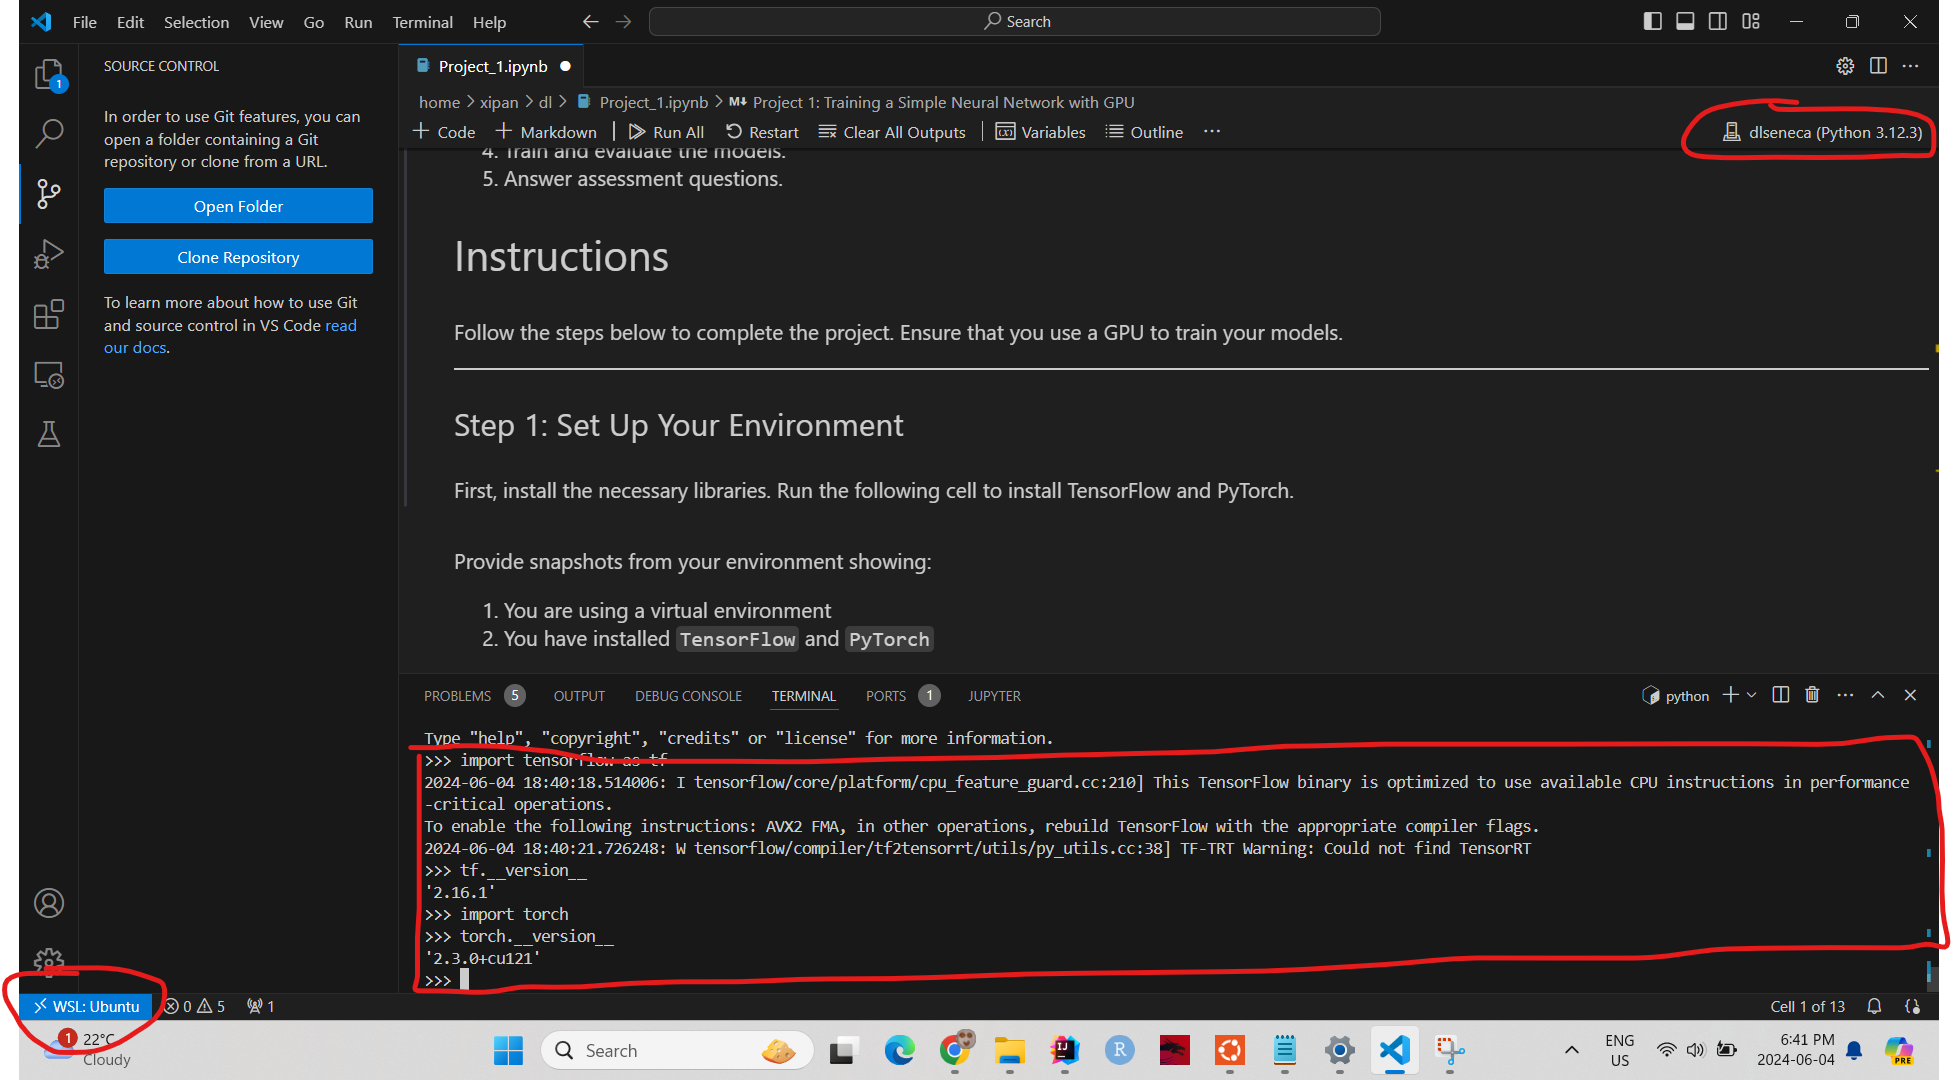 File Edit Selection View Go Run Terminal Help
Search
SOURCE CONTROL
In order to use Git features, you can
open a folder containing a Git
repository or clone from a URL.
Open Folder
Clone Repository
To learn more about how to use Git
and source control in VS Code read
our docs.
1
Project_1.ipynb
home > xipan > dl > Project_1.ipynb > M↓ Project 1: Training a Simple Neural Network with GPU
+ Code + Markdown | Run All Restart Clear All Outputs | Variables Outline ...
dlseneca (Python 3.12.3)
4. Train and evaluate the models.
5. Answer assessment questions.
Instructions
Follow the steps below to complete the project. Ensure that you use a GPU to train your models.
Step 1: Set Up Your Environment
First, install the necessary libraries. Run the following cell to install TensorFlow and PyTorch.
Provide snapshots from your environment showing:
1. You are using a virtual environment
2. You have installed TensorFlow and PyTorch
PROBLEMS 5 OUTPUT DEBUG CONSOLE TERMINAL PORTS 1 JUPYTER
python
Type "help", "copyright", "credits" or "license" for more information.
>>> import tensorflow as tf
2024-06-04 18:40:18.514006: I tensorflow/core/platform/cpu_feature_guard.cc:210] This TensorFlow binary is optimized to use available CPU instructions in performance
-critical operations.
To enable the following instructions: AVX2 FMA, in other operations, rebuild TensorFlow with the appropriate compiler flags.
2024-06-04 18:40:21.726248: W tensorflow/compiler/tf2tensorrt/utils/py_utils.cc:38] TF-TRT Warning: Could not find TensorRT
>>> tf.__version__
'2.16.1'
>>> import torch
>>> torch.__version__
'2.3.0+cu121'
>>>
WSL: Ubuntu 0 5 1
Cell 1 of 13
1
22°C
Cloudy
Search
IJ
R
ENG
US
6:41 PM
2024-06-04
PRE